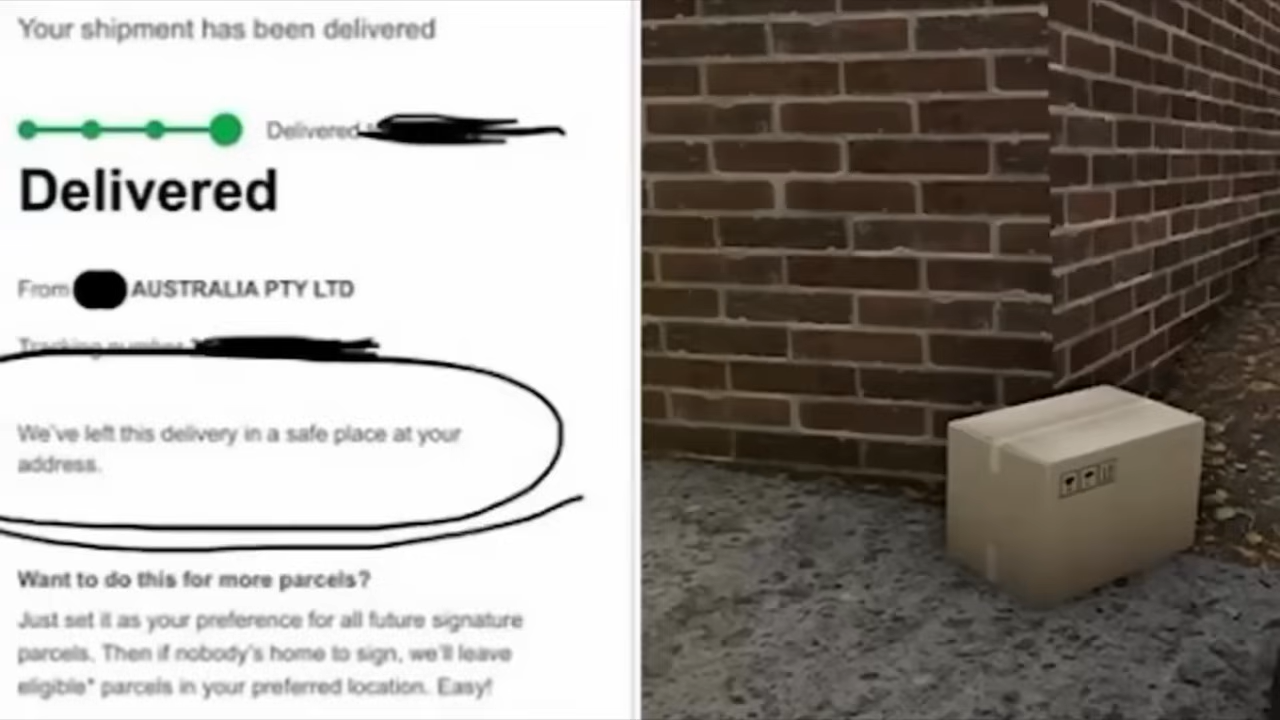 Your shipment has been delivered
Delivered
Delivered
From AUSTRALIA PTY LTD
Tracking number
We've left this delivery in a safe place at your
address.
Want to do this for more parcels?
Just set it as your preference for all future signature
parcels. Then if nobody's home to sign, we'll leave
eligible* parcels in your preferred location. Easy!